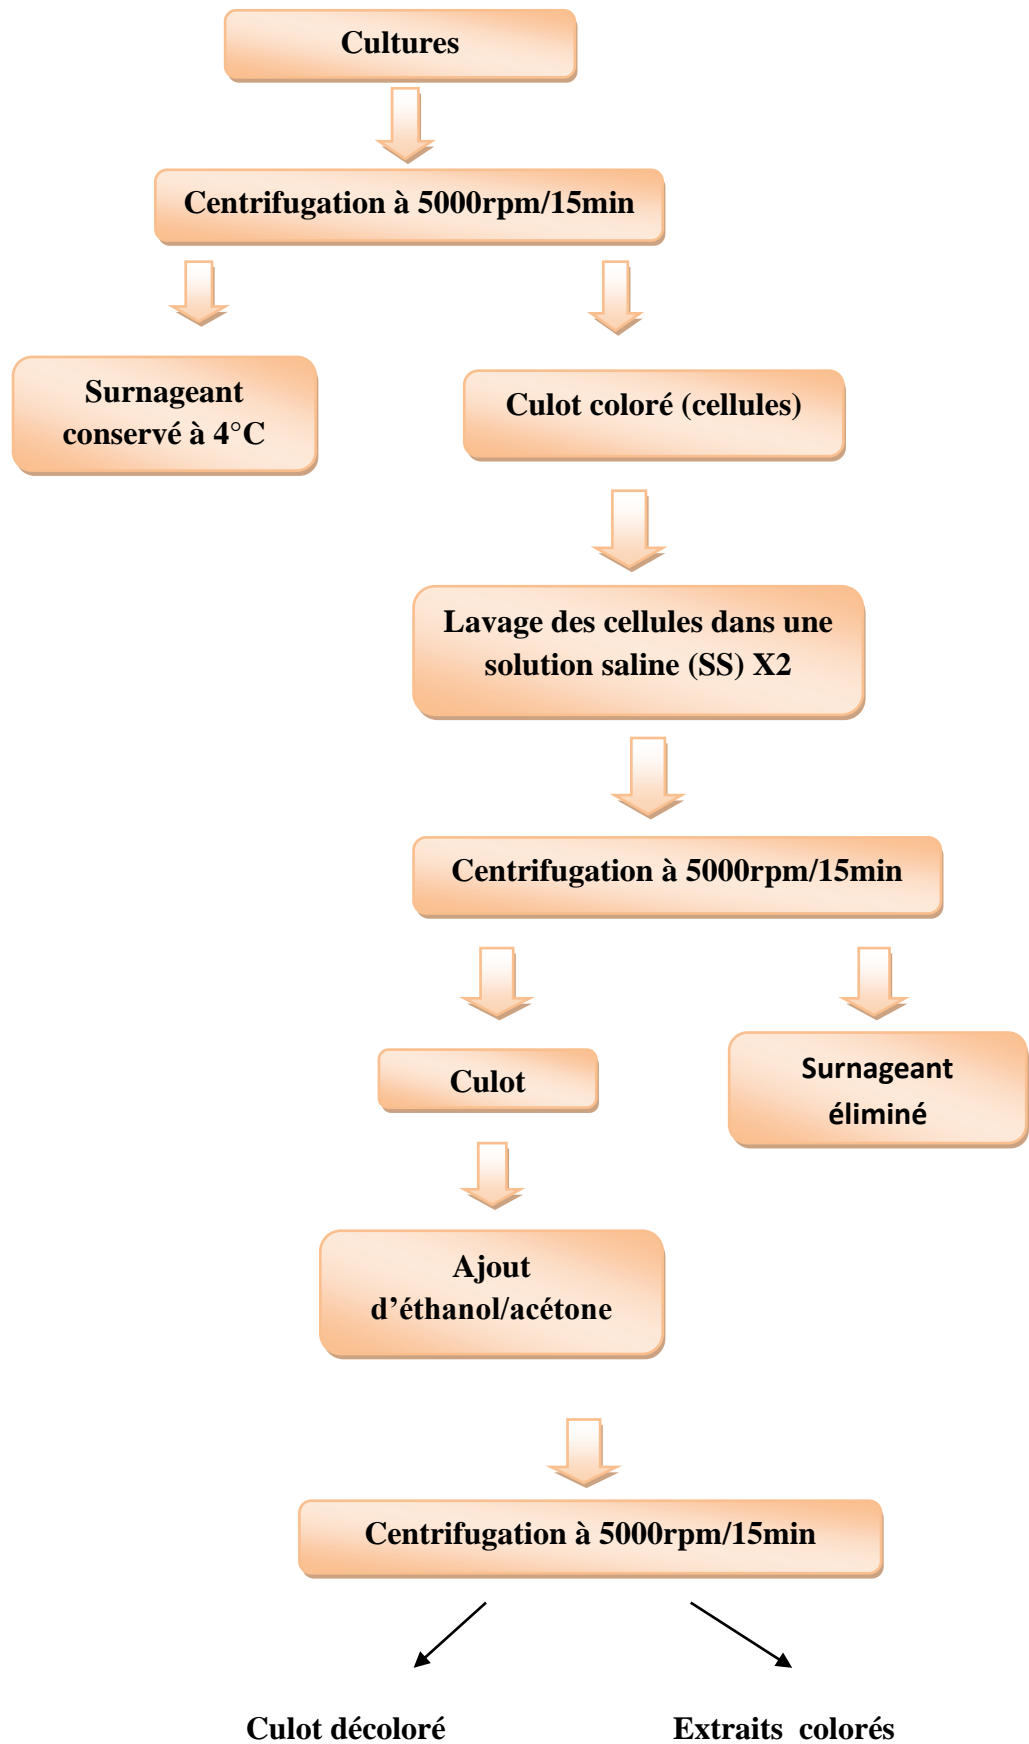 Cultures
Centrifugation à 5000rpm/15min
Surnageant
conservé à 4°C
Culot coloré (cellules)
Lavage des cellules dans une
solution saline (SS) X2
Centrifugation à 5000rpm/15min
Culot
Surnageant
éliminé
Ajout
d’éthanol/acétone
Centrifugation à 5000rpm/15min
Culot décoloré
Extraits colorés